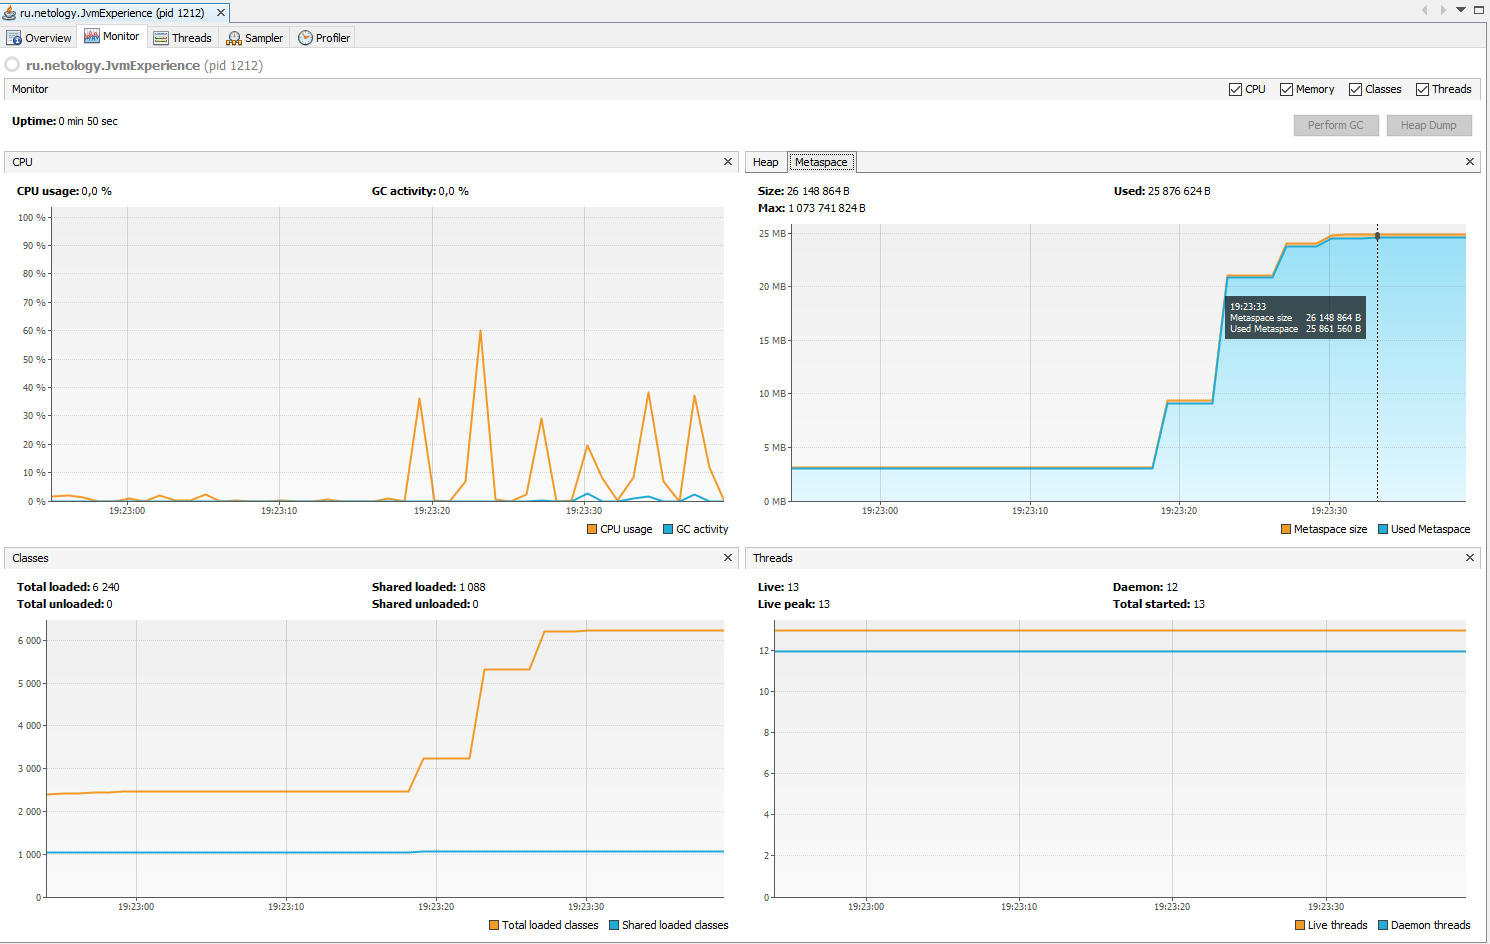 ru.netology.JvmExperience (pid 1212)
Overview Monitor Threads Sampler Profiler
ru.netology.JvmExperience (pid 1212)
Monitor CPU Memory Classes Threads
Uptime: 0 min 50 sec
Perform GC Heap Dump
CPU
CPU usage: 0,0 % GC activity: 0,0 %
100 %
90 %
80 %
70 %
60 %
50 %
40 %
30 %
20 %
10 %
0 %
19:23:00 19:23:10 19:23:20 19:23:30
CPU usage GC activity
Heap Metaspace
Size: 26 148 864 B Used: 25 876 624 B
Max: 1 073 741 824 B
25 MB
20 MB
15 MB
10 MB
5 MB
0 MB
19:23:33
Metaspace size 26 148 864 B
Used Metaspace 25 861 560 B
19:23:00 19:23:10 19:23:20 19:23:30
Metaspace size Used Metaspace
Classes
Total loaded: 6 240 Shared loaded: 1 088
Total unloaded: 0 Shared unloaded: 0
6 000
5 000
4 000
3 000
2 000
1 000
0
19:23:00 19:23:10 19:23:20 19:23:30
Total loaded classes Shared loaded classes
Threads
Live: 13 Daemon: 12
Live peak: 13 Total started: 13
12
10
8
6
4
2
0
19:23:00 19:23:10 19:23:20 19:23:30
Live threads Daemon threads